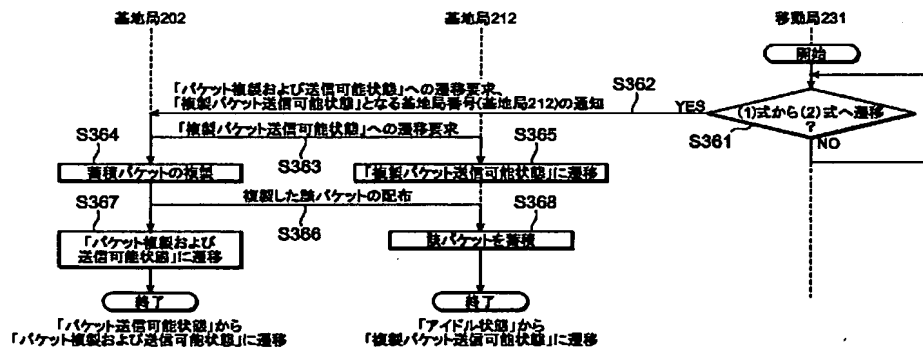 基地局202
基地局212
移動局231
開始
「パケット複製および送信可能状態」への遷移要求、
「複製パケット送信可能状態」となる基地局番号(基地局212)の通知
S362
YES
(1)式から(2)式へ遷移
?
S361
NO
S364
「複製パケット送信可能状態」への遷移要求
S363
S365
蓄積パケットの複製
「複製パケット送信可能状態」に遷移
S367
複製した該パケットの配布
S366
S368
「パケット複製および
送信可能状態」に遷移
該パケットを蓄積
終了
終了
「パケット送信可能状態」から
「パケット複製および送信可能状態」に遷移
「アイドル状態」から
「複製パケット送信可能状態」に遷移